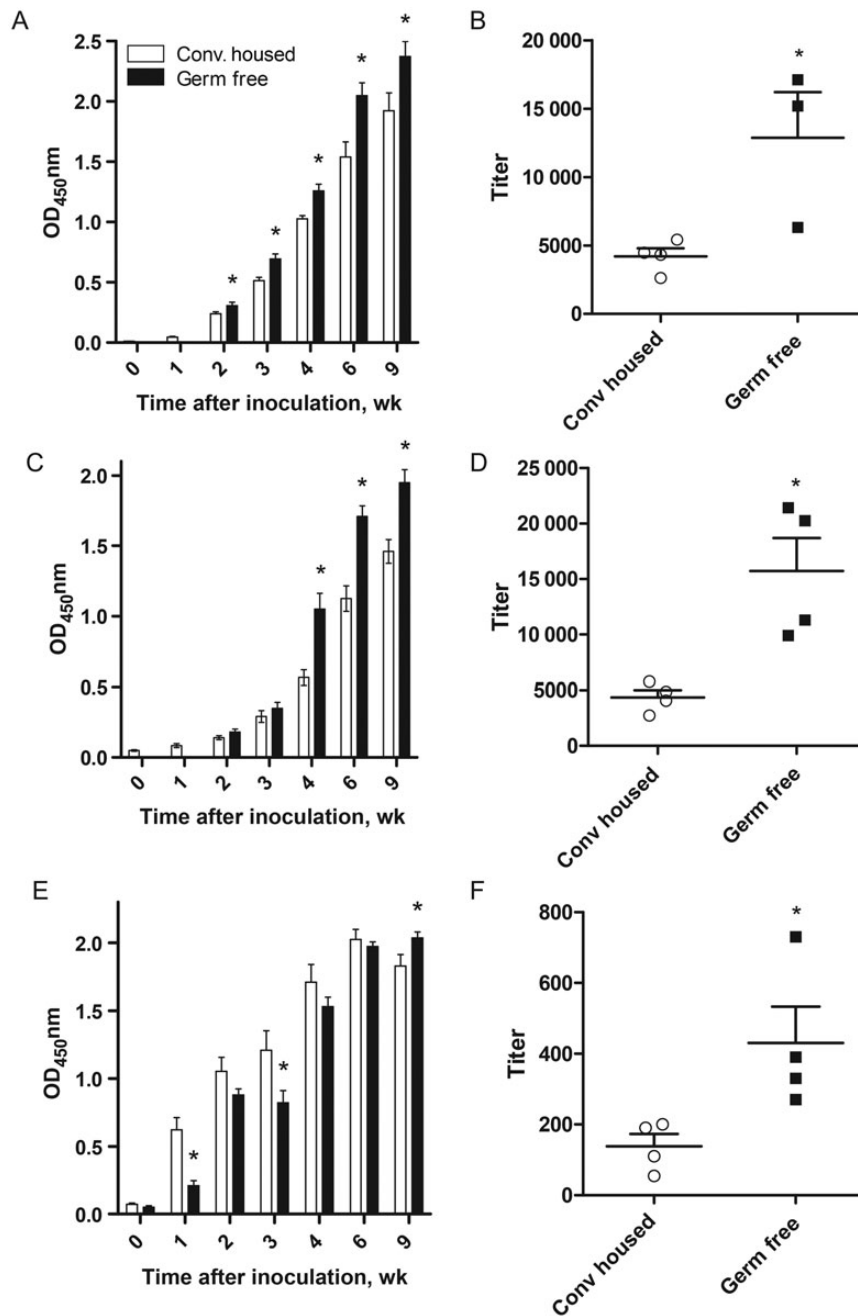 A
2.5
2.0
1.5
1.0
0.5
0.0
OD450nm
Conv. housed
Germ free
*
*
*
*
*
*
0
1
2
3
4
6
9
Time after inoculation, wk
B
20 000
15 000
10 000
5000
0
Titer
*
Conv housed
Germ free
C
2.0
1.5
1.0
0.5
0.0
OD450nm
*
*
*
0
1
2
3
4
6
9
Time after inoculation, wk
D
25 000
20 000
15 000
10 000
5000
0
Titer
*
Conv housed
Germ free
E
2.0
1.5
1.0
0.5
0.0
OD450nm
*
*
*
0
1
2
3
4
6
9
Time after inoculation, wk
F
800
600
400
200
0
Titer
*
Conv housed
Germ free